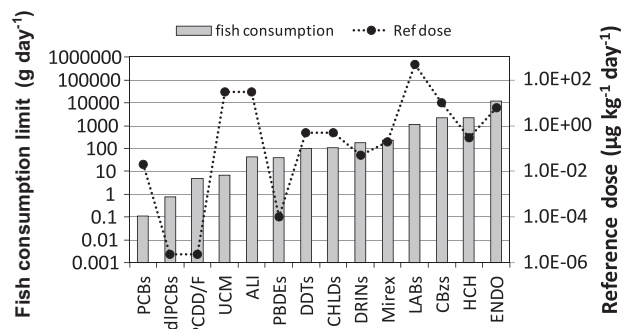 fish consumption
Ref dose
Fish consumption limit (g day⁻¹)
1000000
100000
10000
1000
100
10
1
0.1
0.01
0.001
1.0E+02
1.0E+00
1.0E-02
1.0E-04
1.0E-06
Reference dose (µg kg⁻¹ day⁻¹)
PCBs
dlPCBs
PCDD/F
UCM
ALI
PBDEs
DDTs
CHLDs
DRINs
Mirex
LABs
CBzs
HCH
ENDO